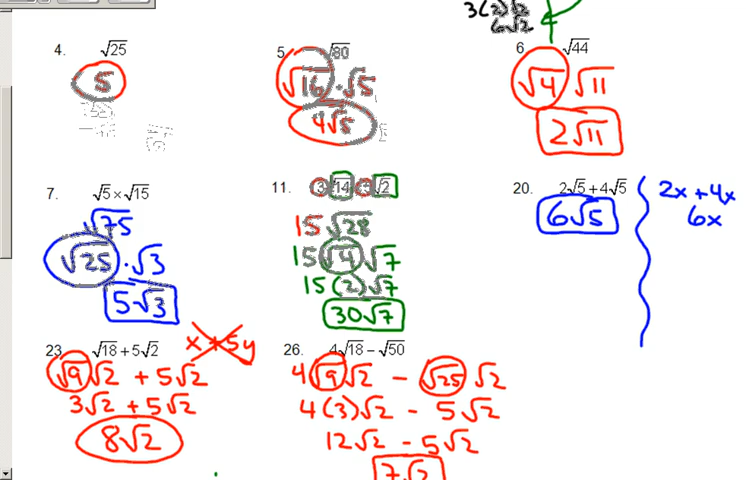 3(2)√2
6√2
4. √25
5
5 √80
√16 · √5
4√5
6 √44
√4 √11
2√11
7. √5 × √15
√75
√25 · √3
5√3
11. 3√14 · 5√2
15 √28
15 √4 √7
15 (2) √7
30√7
20. 2√5 + 4√5
6√5
2x + 4x
6x
23 √18 + 5√2
x + 5y
√9 √2 + 5√2
3√2 + 5√2
8√2
26. 4√18 − √50
4 √9 √2 − √25 √2
4(3)√2 - 5√2
12√2 - 5√2
7√2